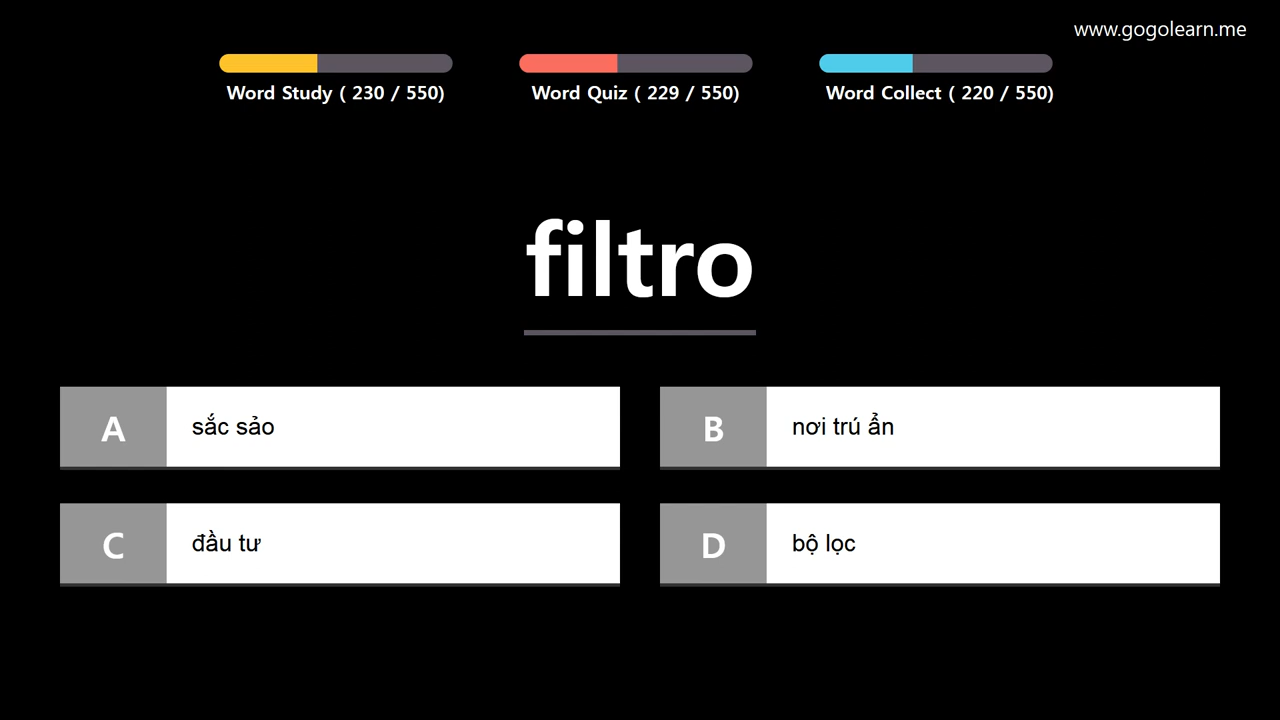 www.gogolearn.me
Word Study ( 230 / 550)
Word Quiz ( 229 / 550)
Word Collect ( 220 / 550)
filtro
A sắc sảo
B nơi trú ẩn
C đầu tư
D bộ lọc